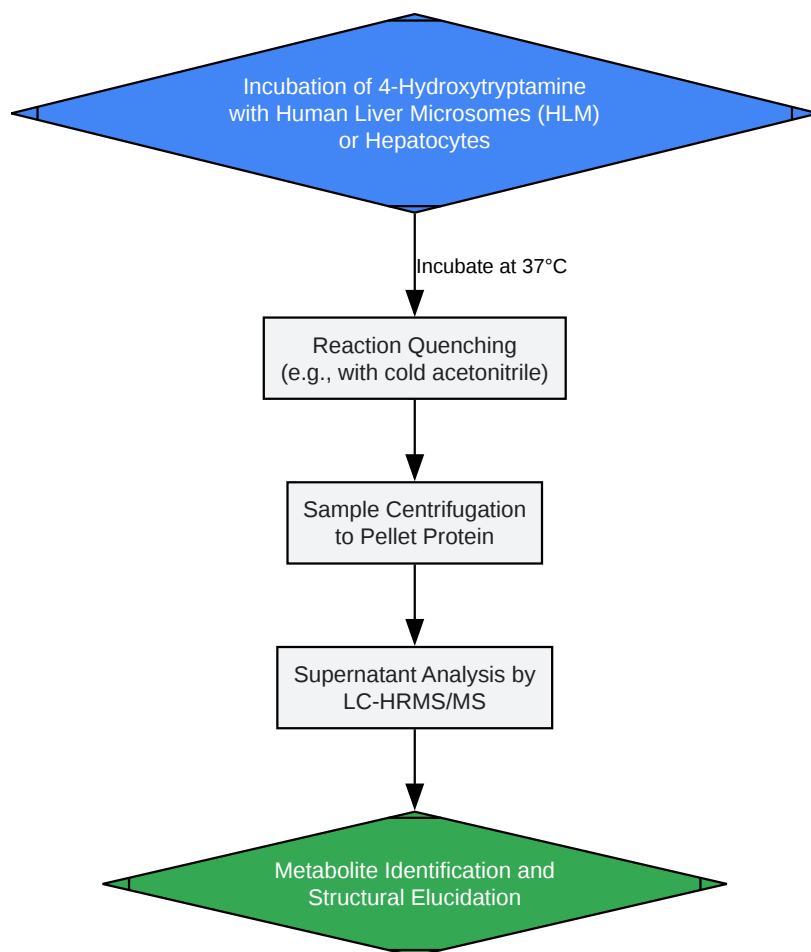 Incubation of 4-Hydroxytryptamine
with Human Liver Microsomes (HLM)
or Hepatocytes
Incubate at 37°C
Reaction Quenching
(e.g., with cold acetonitrile)
Sample Centrifugation
to Pellet Protein
Supernatant Analysis by
LC-HRMS/MS
Metabolite Identification and
Structural Elucidation